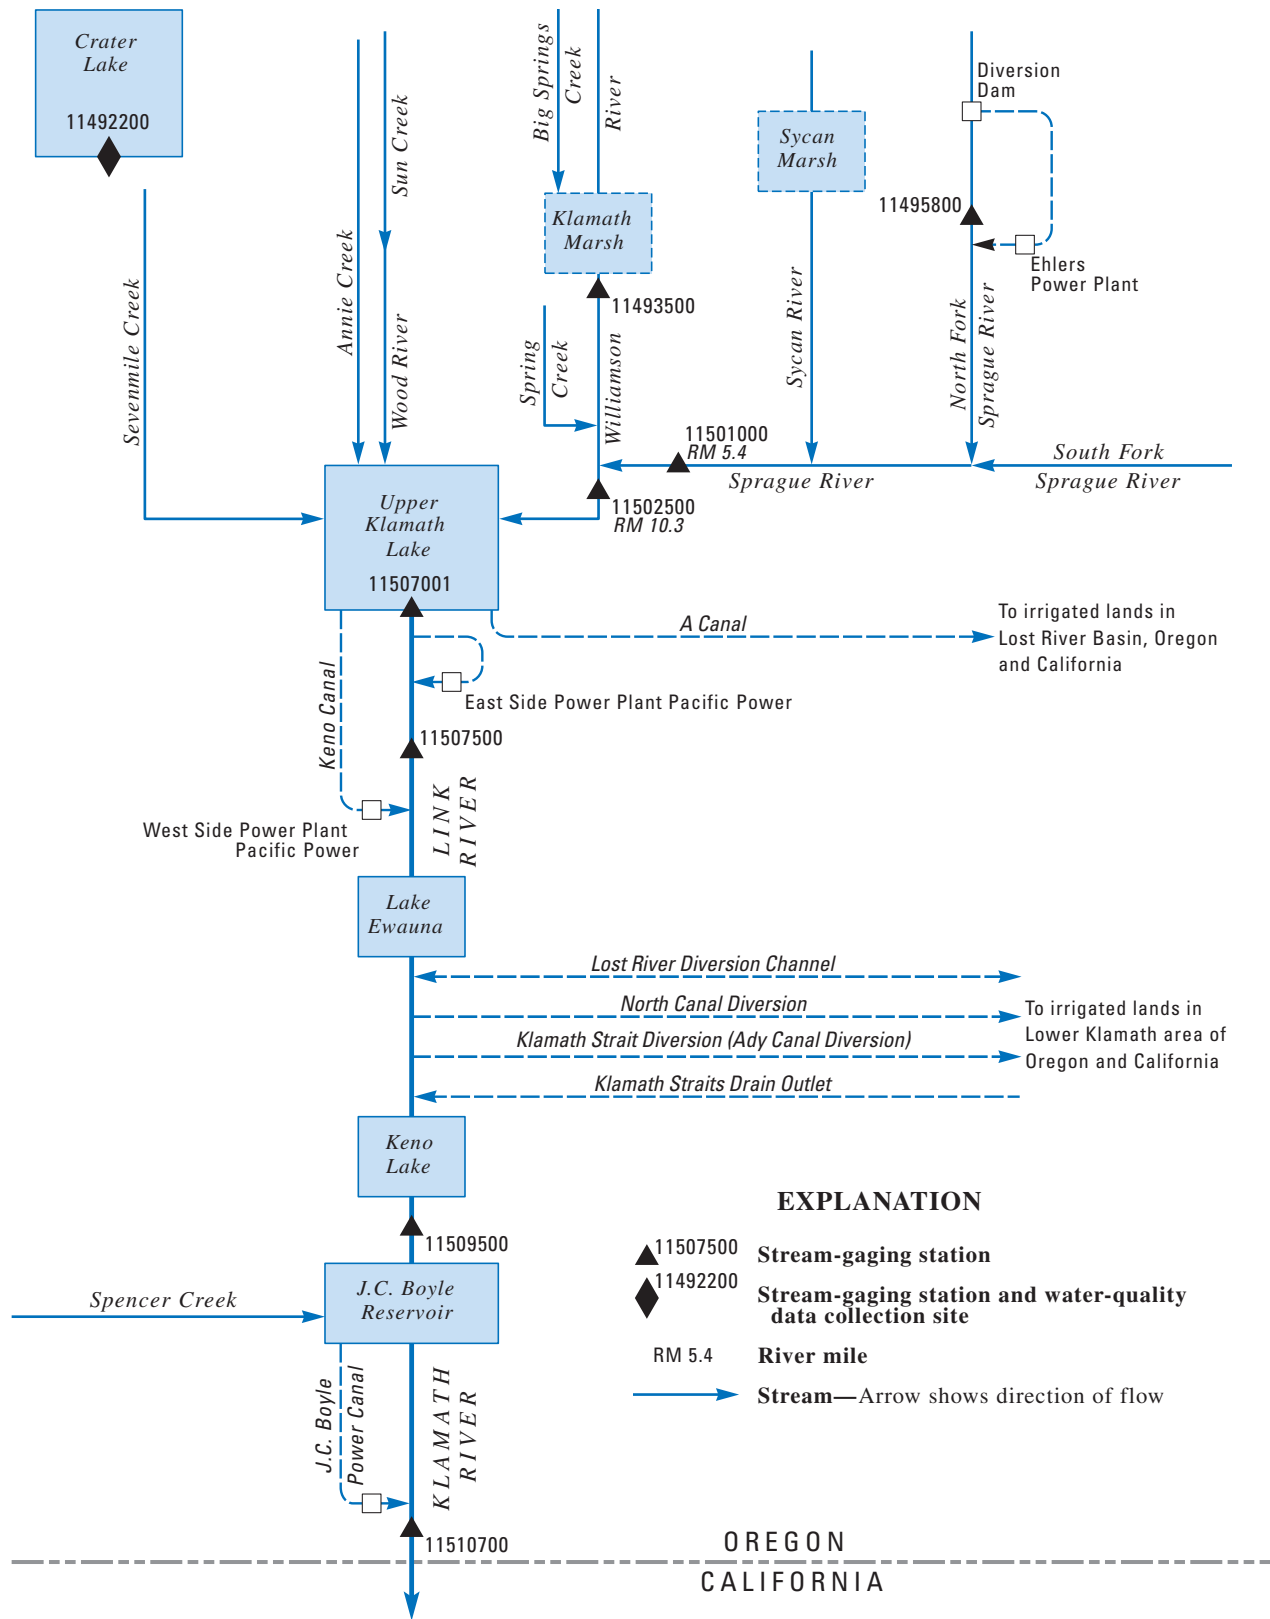 Crater
Lake
11492200
Sevenmile Creek
Annie Creek
Sun Creek
Wood River
Big Springs
Creek
River
Klamath
Marsh
11493500
Spring
Creek
Williamson
Sycan
Marsh
Sycan River
Diversion
Dam
11495800
Ehlers
Power Plant
North Fork
Sprague River
11501000
RM 5.4
Sprague River
South Fork
Sprague River
11502500
RM 10.3
Upper
Klamath
Lake
11507001
A Canal
To irrigated lands in
Lost River Basin, Oregon
and California
Keno Canal
East Side Power Plant Pacific Power
11507500
LINK
RIVER
West Side Power Plant
Pacific Power
Lake
Ewauna
Lost River Diversion Channel
North Canal Diversion
Klamath Strait Diversion (Ady Canal Diversion)
Klamath Straits Drain Outlet
To irrigated lands in
Lower Klamath area of
Oregon and California
Keno
Lake
11509500
Spencer Creek
J.C. Boyle
Reservoir
J.C. Boyle
Power Canal
KLAMATH
RIVER
11510700
EXPLANATION
11507500 Stream-gaging station
11492200 Stream-gaging station and water-quality
data collection site
RM 5.4 River mile
Stream—Arrow shows direction of flow
OREGON
CALIFORNIA